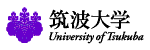 筑波大学
University of Tsukuba